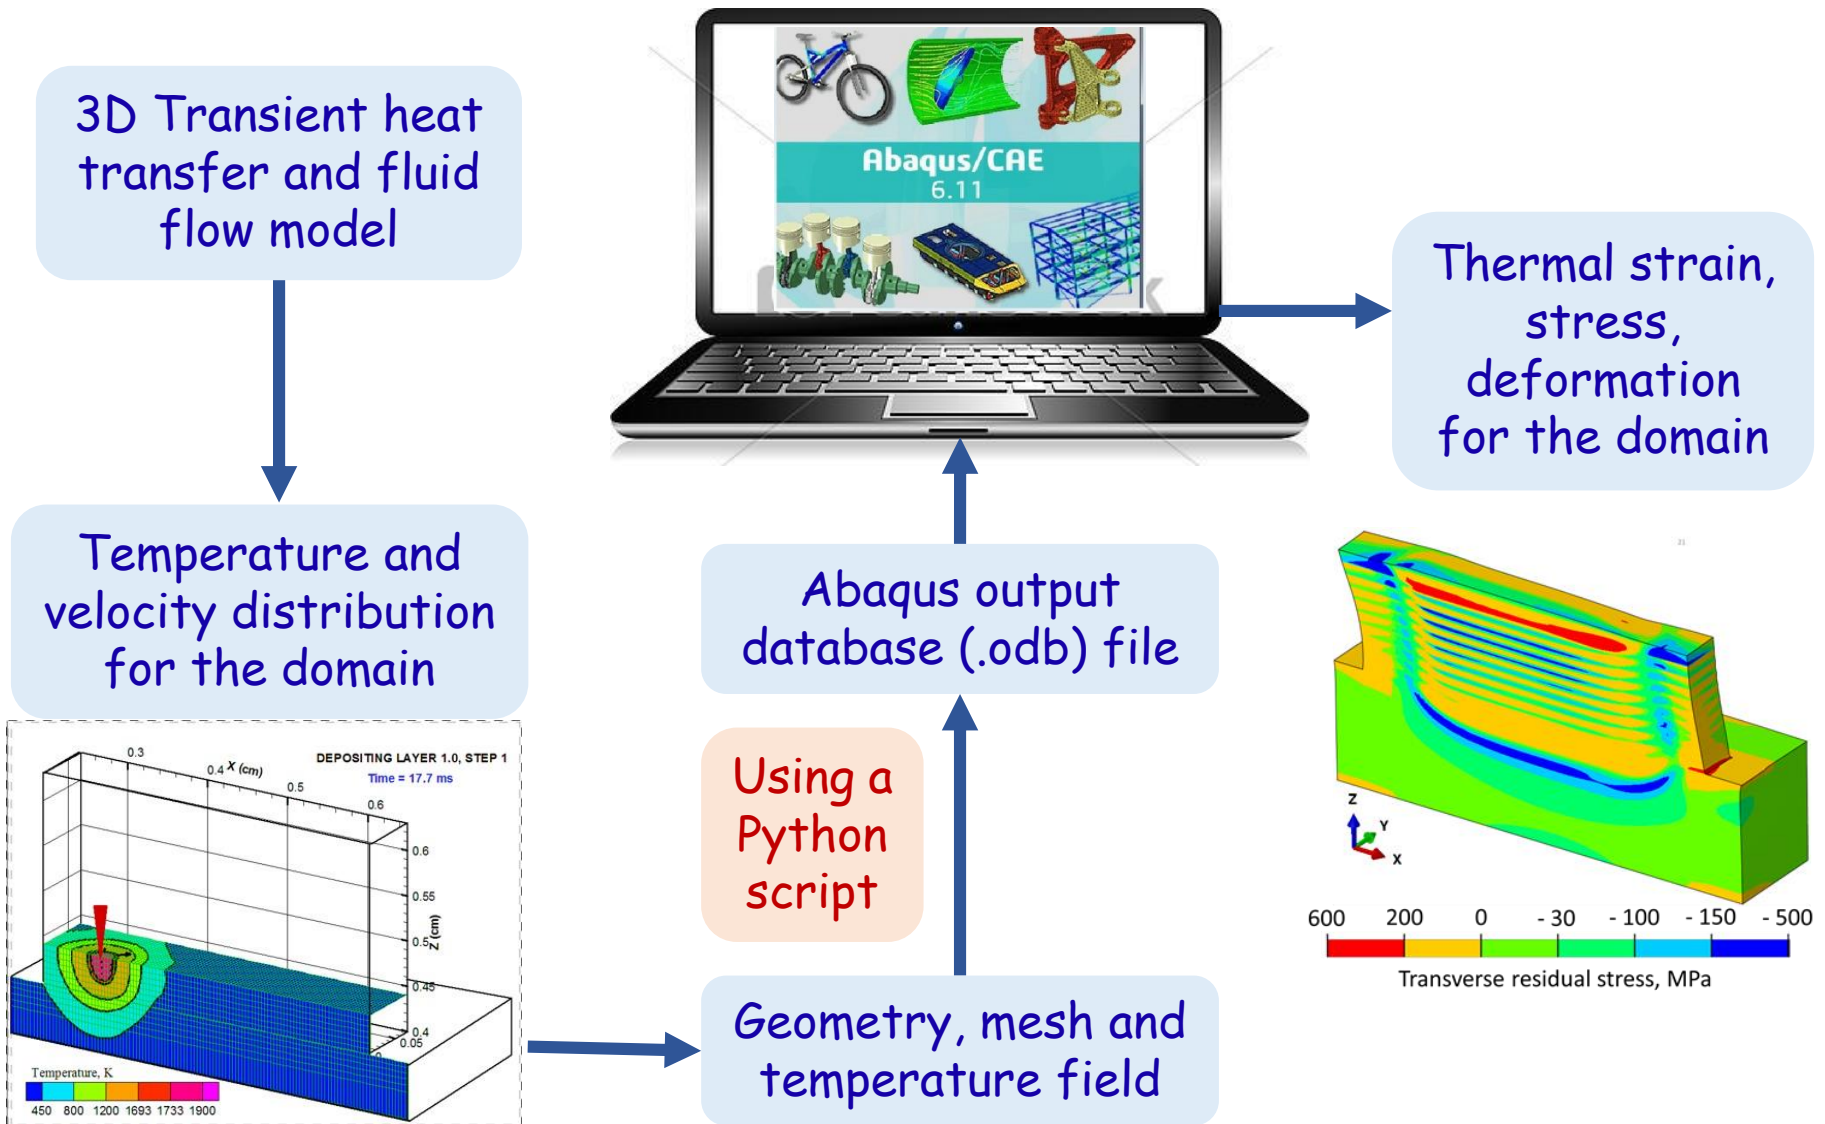 3D Transient heat
transfer and fluid
flow model
Temperature and
velocity distribution
for the domain
DEPOSITING LAYER 1.0, STEP 1
Time = 17.7 ms
0.3
0.4
X (cm)
0.5
0.6
0.6
0.55
0.5
Z (cm)
0.45
0.4
0.05
0
Temperature, K
450 800 1200 1693 1733 1900
Abaqus/CAE
6.11
Abaqus output
database (.odb) file
Using a
Python
script
Geometry, mesh and
temperature field
Thermal strain,
stress,
deformation
for the domain
Z
Y
X
600 200 0 - 30 - 100 - 150 - 500
Transverse residual stress, MPa